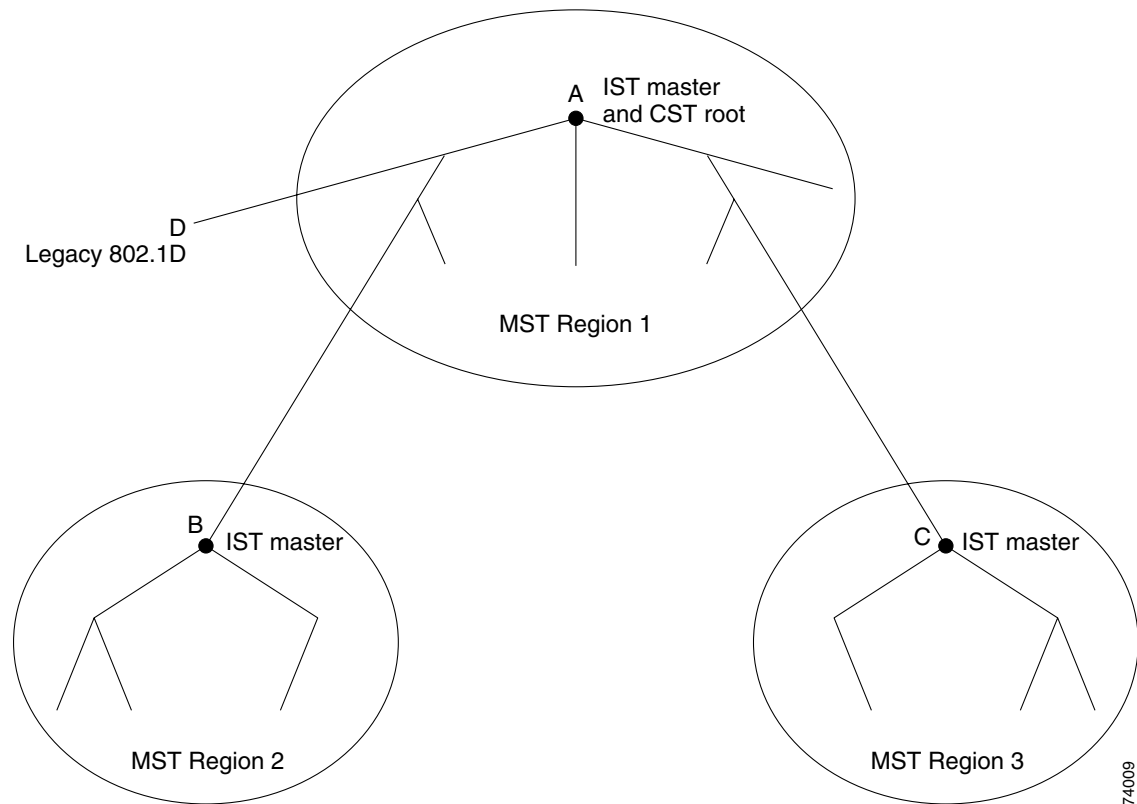 A
IST master
and CST root
D
Legacy 802.1D
MST Region 1
B
IST master
C
IST master
MST Region 2
MST Region 3
74009